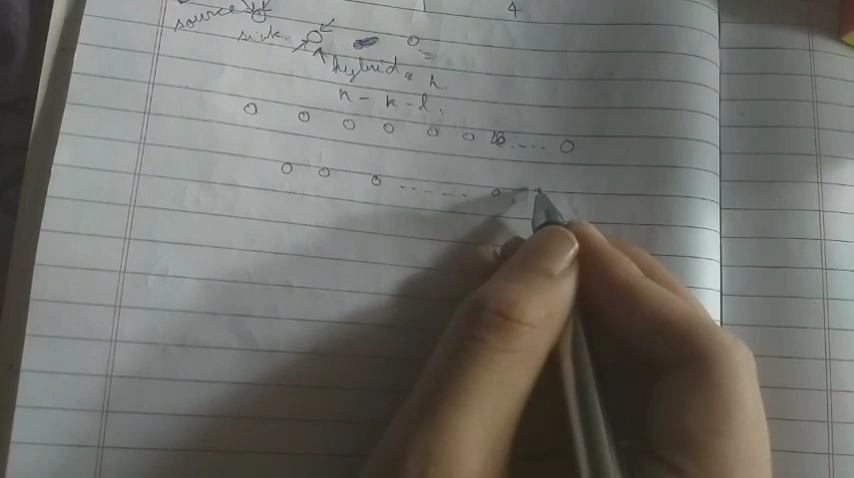 4
source
sink
hybrid = h.
n - k - l.